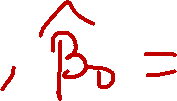 , β̂₀ =